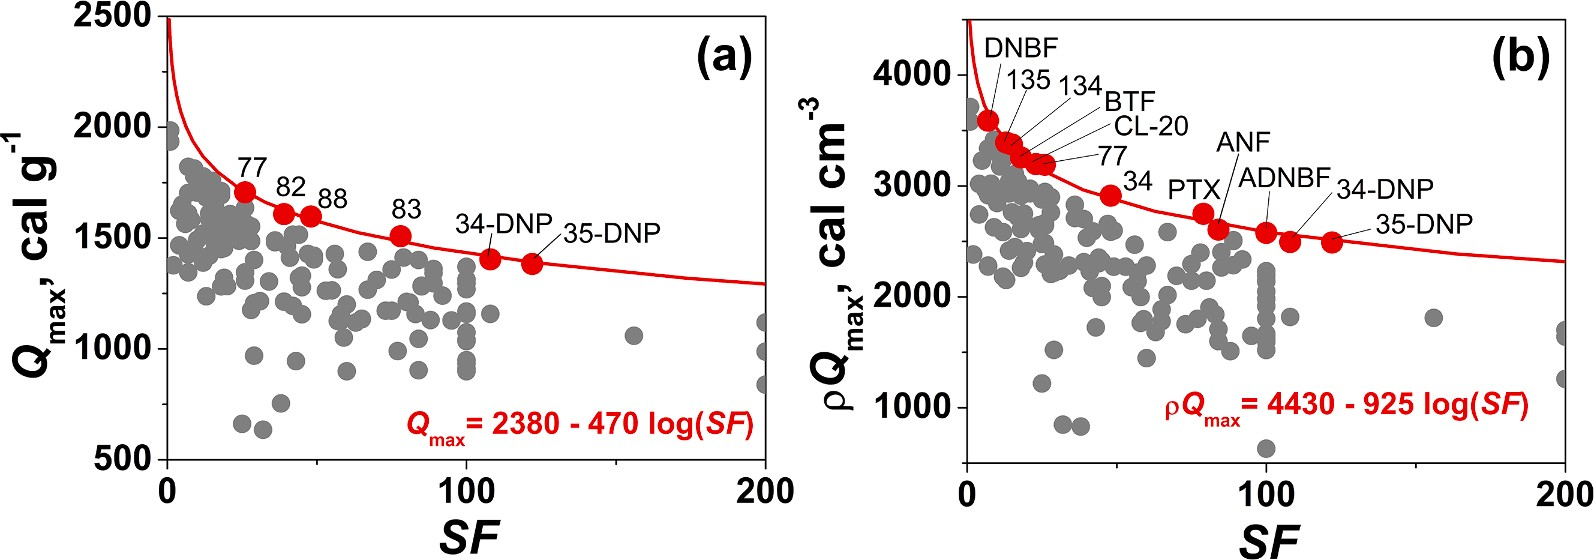 (a)
2500
2000
1500
1000
500
Qmax, cal g-1
77
82
88
83
34-DNP
35-DNP
Qmax= 2380 - 470 log(SF)
0
100
200
SF
(b)
4000
3000
2000
1000
ρQmax, cal cm-3
DNBF
135
134
BTF
CL-20
77
34
PTX
ANF
ADNBF
34-DNP
35-DNP
ρQmax= 4430 - 925 log(SF)
0
100
200
SF